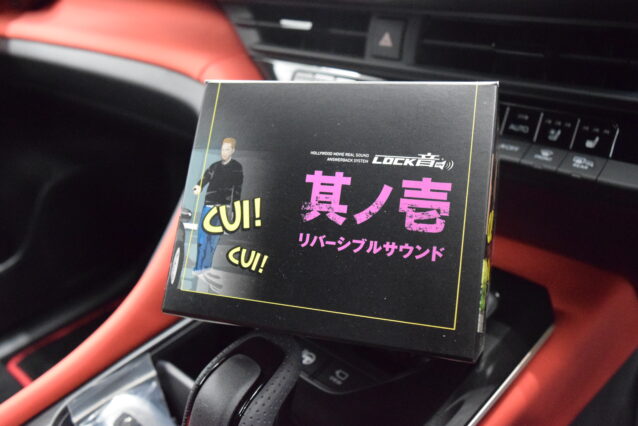 HOLLYWOOD MOVIE REAL SOUND
ANSWERBACK SYSTEM
LOCK音
其ノ壱
リバーシブルサウンド
CUI!
CUI!
AUTO
REAR